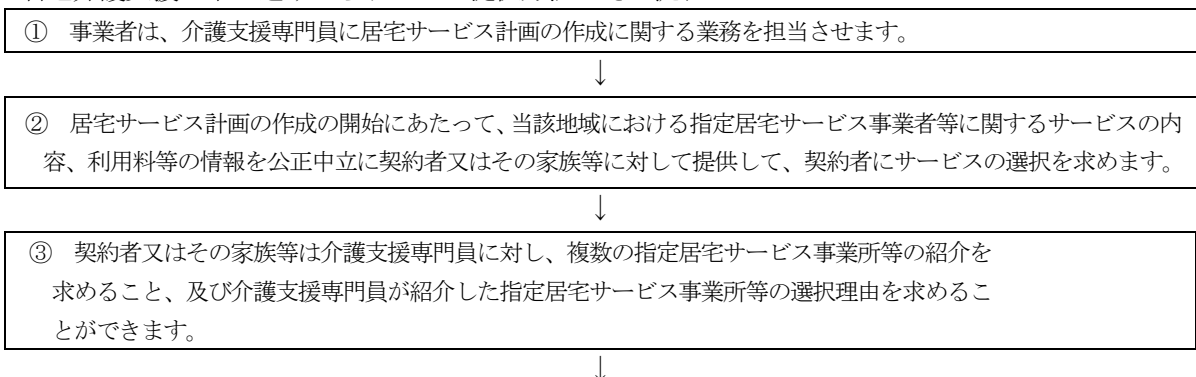 ① 事業者は、介護支援専門員に居宅サービス計画の作成に関する業務を担当させます。
↓
② 居宅サービス計画の作成の開始にあたって、当該地域における指定居宅サービス事業者等に関するサービスの内
容、利用料等の情報を公正中立に契約者又はその家族等に対して提供して、契約者にサービスの選択を求めます。
↓
③ 契約者又はその家族等は介護支援専門員に対し、複数の指定居宅サービス事業所等の紹介を
求めること、及び介護支援専門員が紹介した指定居宅サービス事業所等の選択理由を求めるこ
とができます。
↓